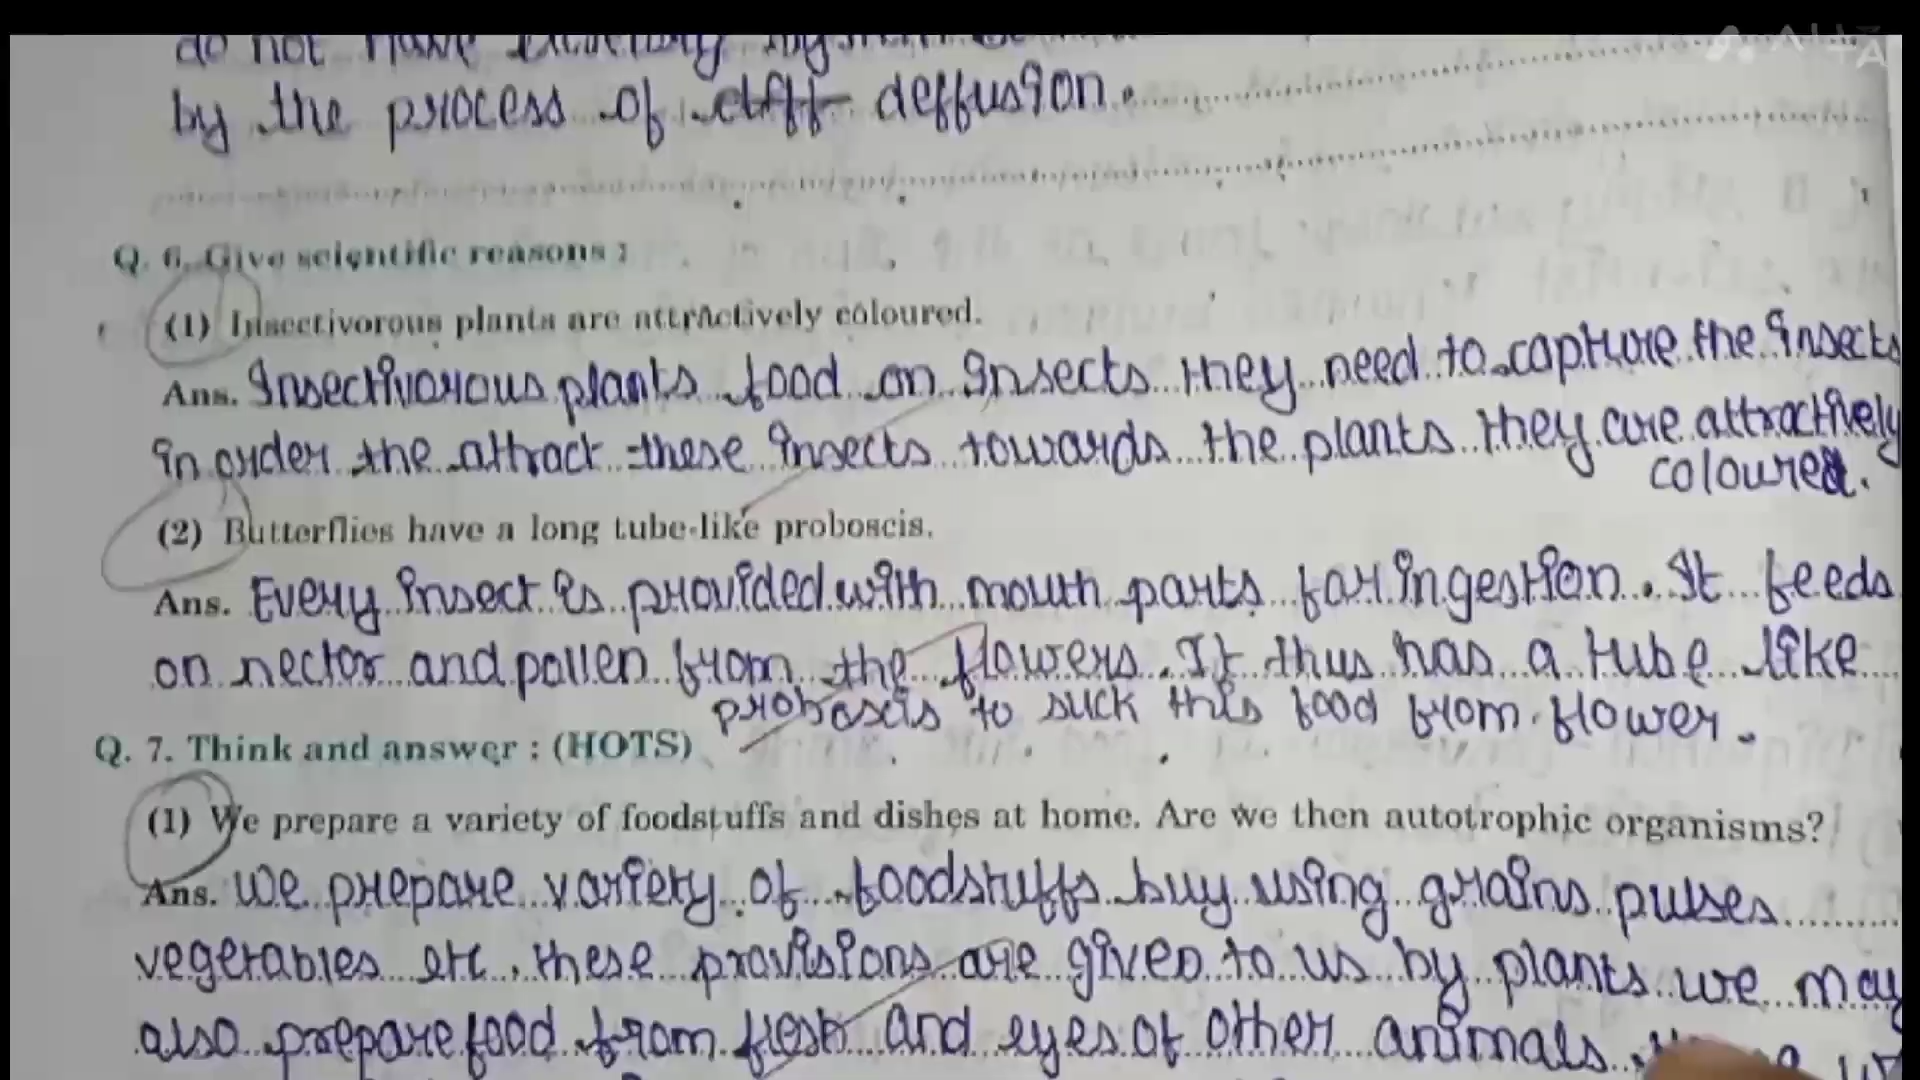 do not have
by the process of deffusion.
Q. 6. Give scientific reasons :
(1) Insectivorous plants are attractively coloured.
Ans. Insectivorous plants food on insects they need to capture the insects
in order the attract these insects towards the plants they are attractively
coloured.
(2) Butterflies have a long tube-like proboscis.
Ans. Every insect is provided with mouth parts for ingestion. It feeds
on nector and pollen from the flowers. It thus has a tube like
proboscis to suck this food from flower.
Q. 7. Think and answer : (HOTS)
(1) We prepare a variety of foodstuffs and dishes at home. Are we then autotrophic organisms?
Ans. We prepare variety of foodstuffs buy using grains pulses
vegetables etc, these provisions are given to us by plants we may
also prepare food from flesh and eyes of other animals.